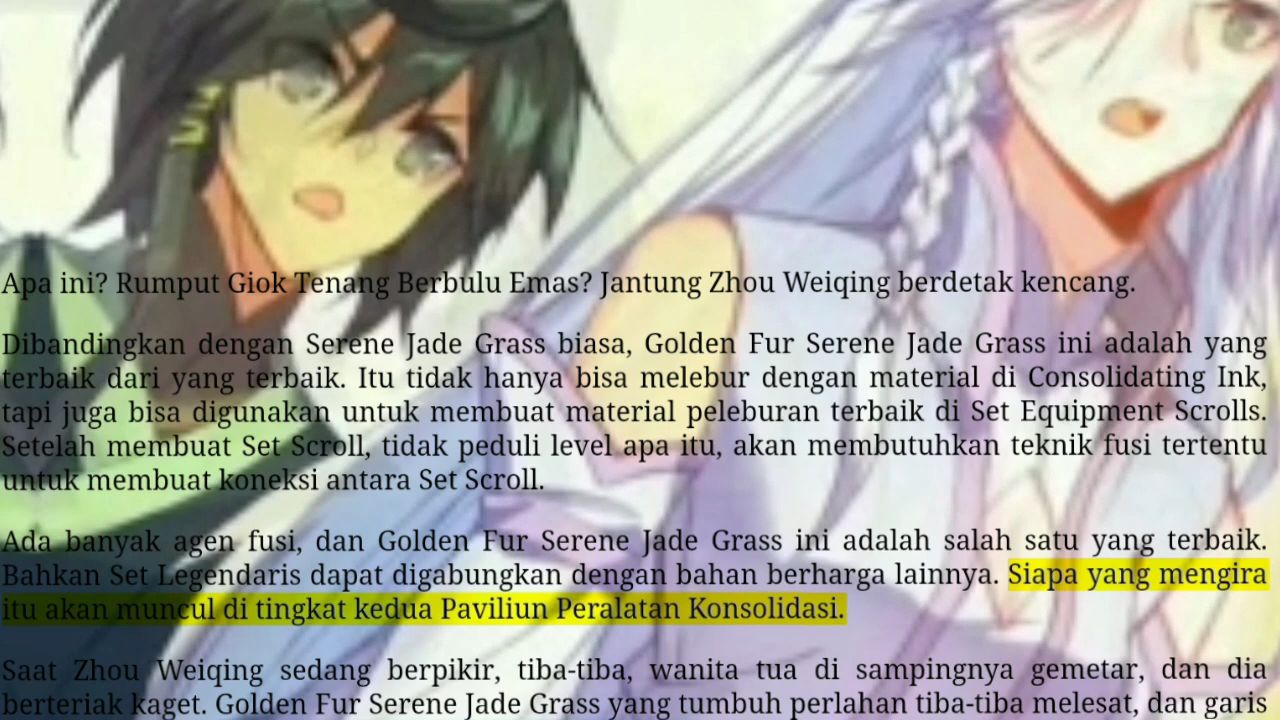 Apa ini? Rumput Giok Tenang Berbulu Emas? Jantung Zhou Weiqing berdetak kencang.
Dibandingkan dengan Serene Jade Grass biasa, Golden Fur Serene Jade Grass ini adalah yang
terbaik dari yang terbaik. Itu tidak hanya bisa melebur dengan material di Consolidating Ink,
tapi juga bisa digunakan untuk membuat material peleburan terbaik di Set Equipment Scrolls.
Setelah membuat Set Scroll, tidak peduli level apa itu, akan membutuhkan teknik fusi tertentu
untuk membuat koneksi antara Set Scroll.
Ada banyak agen fusi, dan Golden Fur Serene Jade Grass ini adalah salah satu yang terbaik.
Bahkan Set Legendaris dapat digabungkan dengan bahan berharga lainnya. Siapa yang mengira
itu akan muncul di tingkat kedua Paviliun Peralatan Konsolidasi.
Saat Zhou Weiqing sedang berpikir, tiba-tiba, wanita tua di sampingnya gemetar, dan dia
berteriak kaget. Golden Fur Serene Jade Grass yang tumbuh perlahan tiba-tiba melesat, dan garis